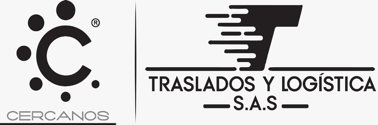 C®
CERCANOS
T
TRASLADOS Y LOGÍSTICA
S.A.S